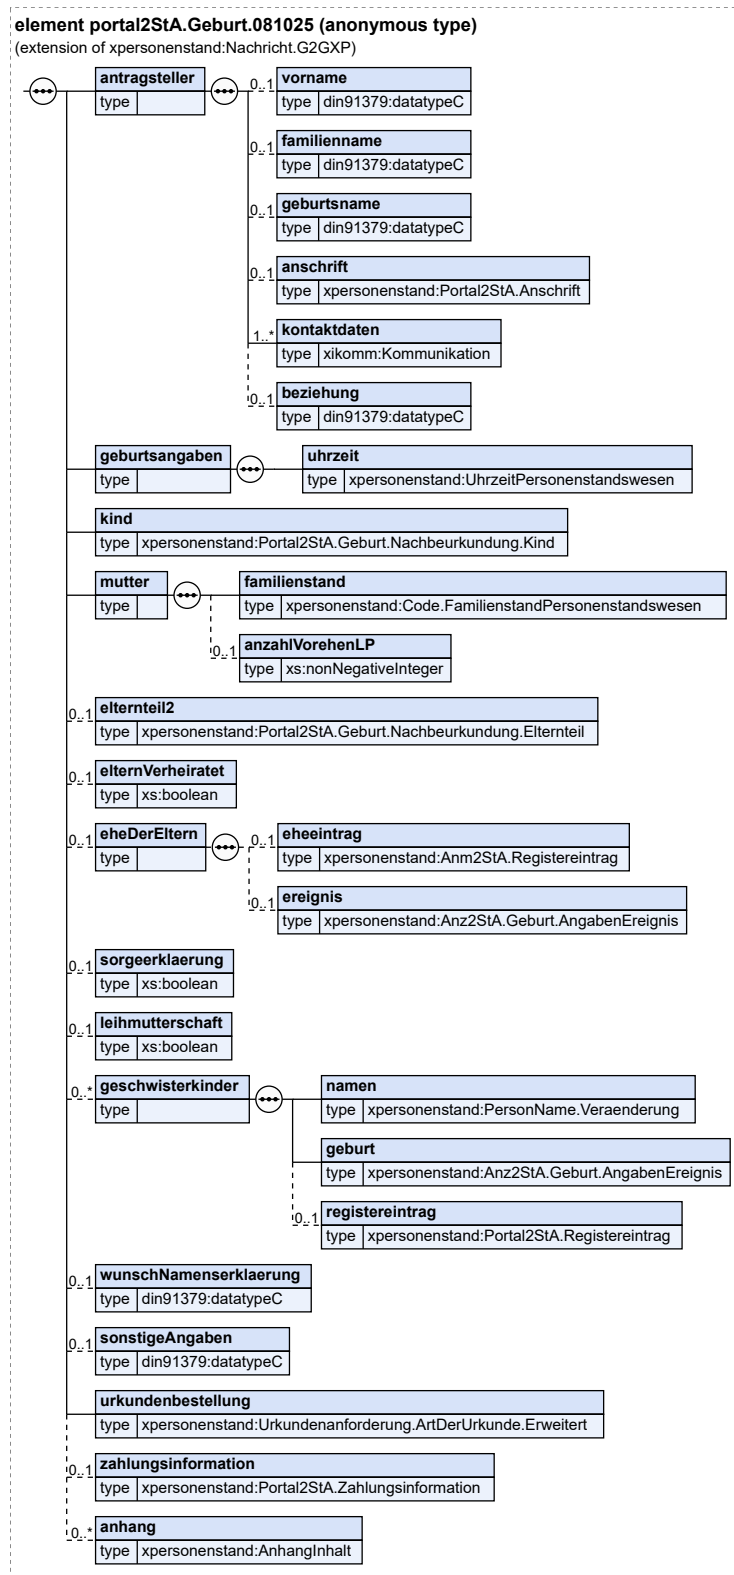 element portal2StA.Geburt.081025 (anonymous type)
(extension of xpersonenstand:Nachricht.G2GXP)
antragsteller
type
0..1 vorname
type din91379:datatypeC
0..1 familienname
type din91379:datatypeC
0..1 geburtsname
type din91379:datatypeC
0..1 anschrift
type xpersonenstand:Portal2StA.Anschrift
1..* kontaktdaten
type xikomm:Kommunikation
0..1 beziehung
type din91379:datatypeC
geburtsangaben
type
uhrzeit
type xpersonenstand:UhrzeitPersonenstandswesen
kind
type xpersonenstand:Portal2StA.Geburt.Nachbeurkundung.Kind
mutter
type
familienstand
type xpersonenstand:Code.FamilienstandPersonenstandswesen
0..1 anzahlVorehenLP
type xs:nonNegativeInteger
0..1 elternteil2
type xpersonenstand:Portal2StA.Geburt.Nachbeurkundung.Elternteil
0..1 elternVerheiratet
type xs:boolean
0..1 eheDerEltern
type
0..1 eheeintrag
type xpersonenstand:Anm2StA.Registereintrag
0..1 ereignis
type xpersonenstand:Anz2StA.Geburt.AngabenEreignis
0..1 sorgeerklaerung
type xs:boolean
0..1 leihmutterschaft
type xs:boolean
0..* geschwisterkinder
type
namen
type xpersonenstand:PersonName.Veraenderung
geburt
type xpersonenstand:Anz2StA.Geburt.AngabenEreignis
0..1 registereintrag
type xpersonenstand:Portal2StA.Registereintrag
0..1 wunschNamenserklaerung
type din91379:datatypeC
0..1 sonstigeAngaben
type din91379:datatypeC
urkundenbestellung
type xpersonenstand:Urkundenanforderung.ArtDerUrkunde.Erweitert
0..1 zahlungsinformation
type xpersonenstand:Portal2StA.Zahlungsinformation
0..* anhang
type xpersonenstand:AnhangInhalt